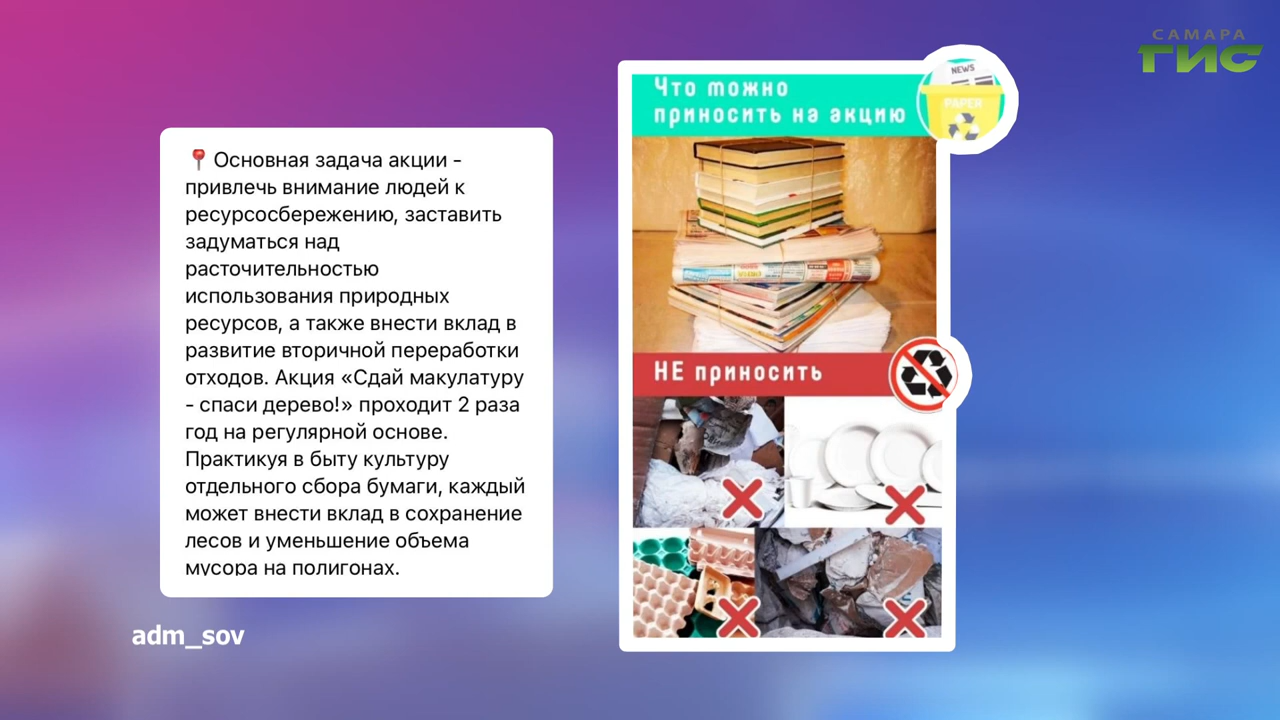 САМАРА
ГИС
📍 Основная задача акции -
привлечь внимание людей к
ресурсосбережению, заставить
задуматься над
расточительностью
использования природных
ресурсов, а также внести вклад в
развитие вторичной переработки
отходов. Акция «Сдай макулатуру
- спаси дерево!» проходит 2 раза
год на регулярной основе.
Практикуя в быту культуру
отдельного сбора бумаги, каждый
может внести вклад в сохранение
лесов и уменьшение объема
мусора на полигонах.
adm_sov
Что можно
приносить на акцию
NEWS
PAPER
НЕ приносить